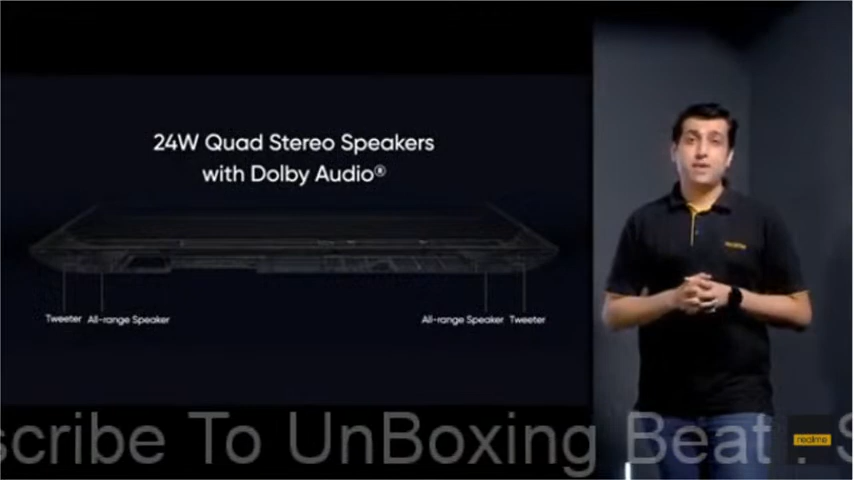 24W Quad Stereo Speakers
with Dolby Audio®
Tweeter All-range Speaker
All-range Speaker Tweeter
scribe To UnBoxing Beat . S
realme